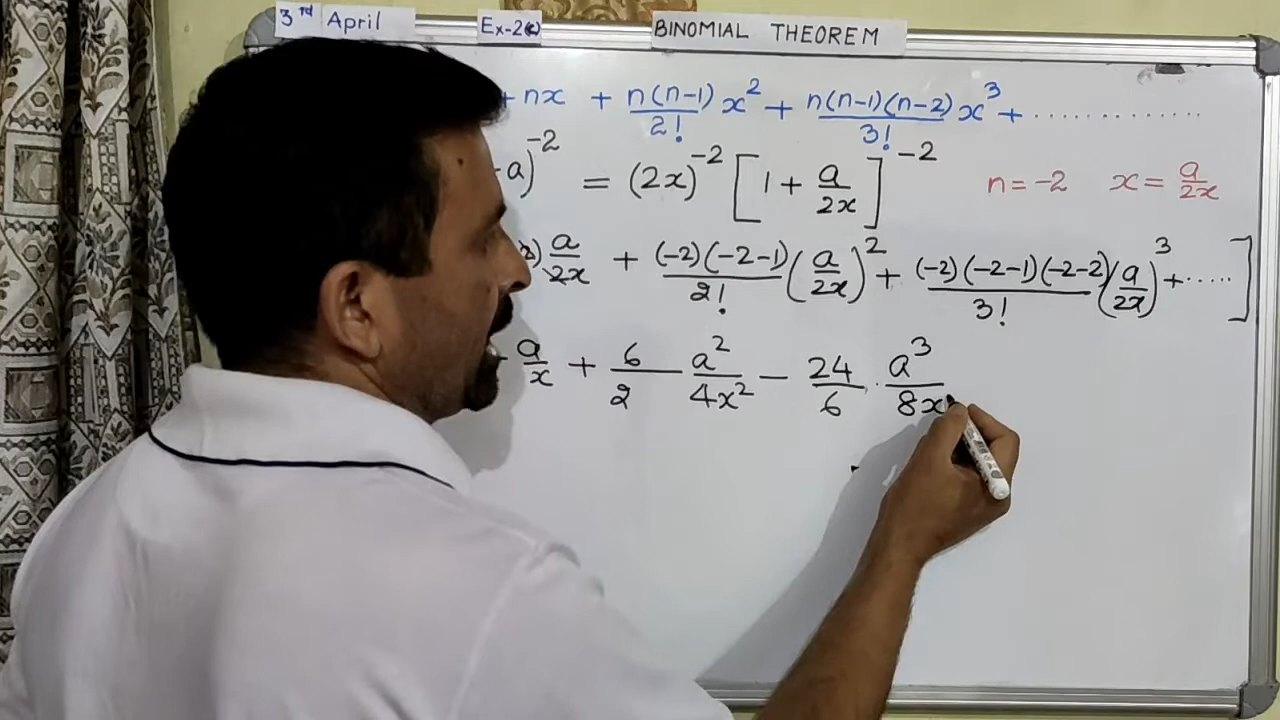 3rd April Ex-2(c) BINOMIAL THEOREM
+ nx + n(n-1)/2! x² + n(n-1)(n-2)/3! x³ + ............
a)⁻² = (2x)⁻² [1 + a/2x]⁻² n = -2 x = a/2x
2) a/2x + (-2)(-2-1)/2! (a/2x)² + (-2)(-2-1)(-2-2)/3! (a/2x)³ + ..... ]
- a/x + 6/2 a²/4x² - 24/6 . a³/8x